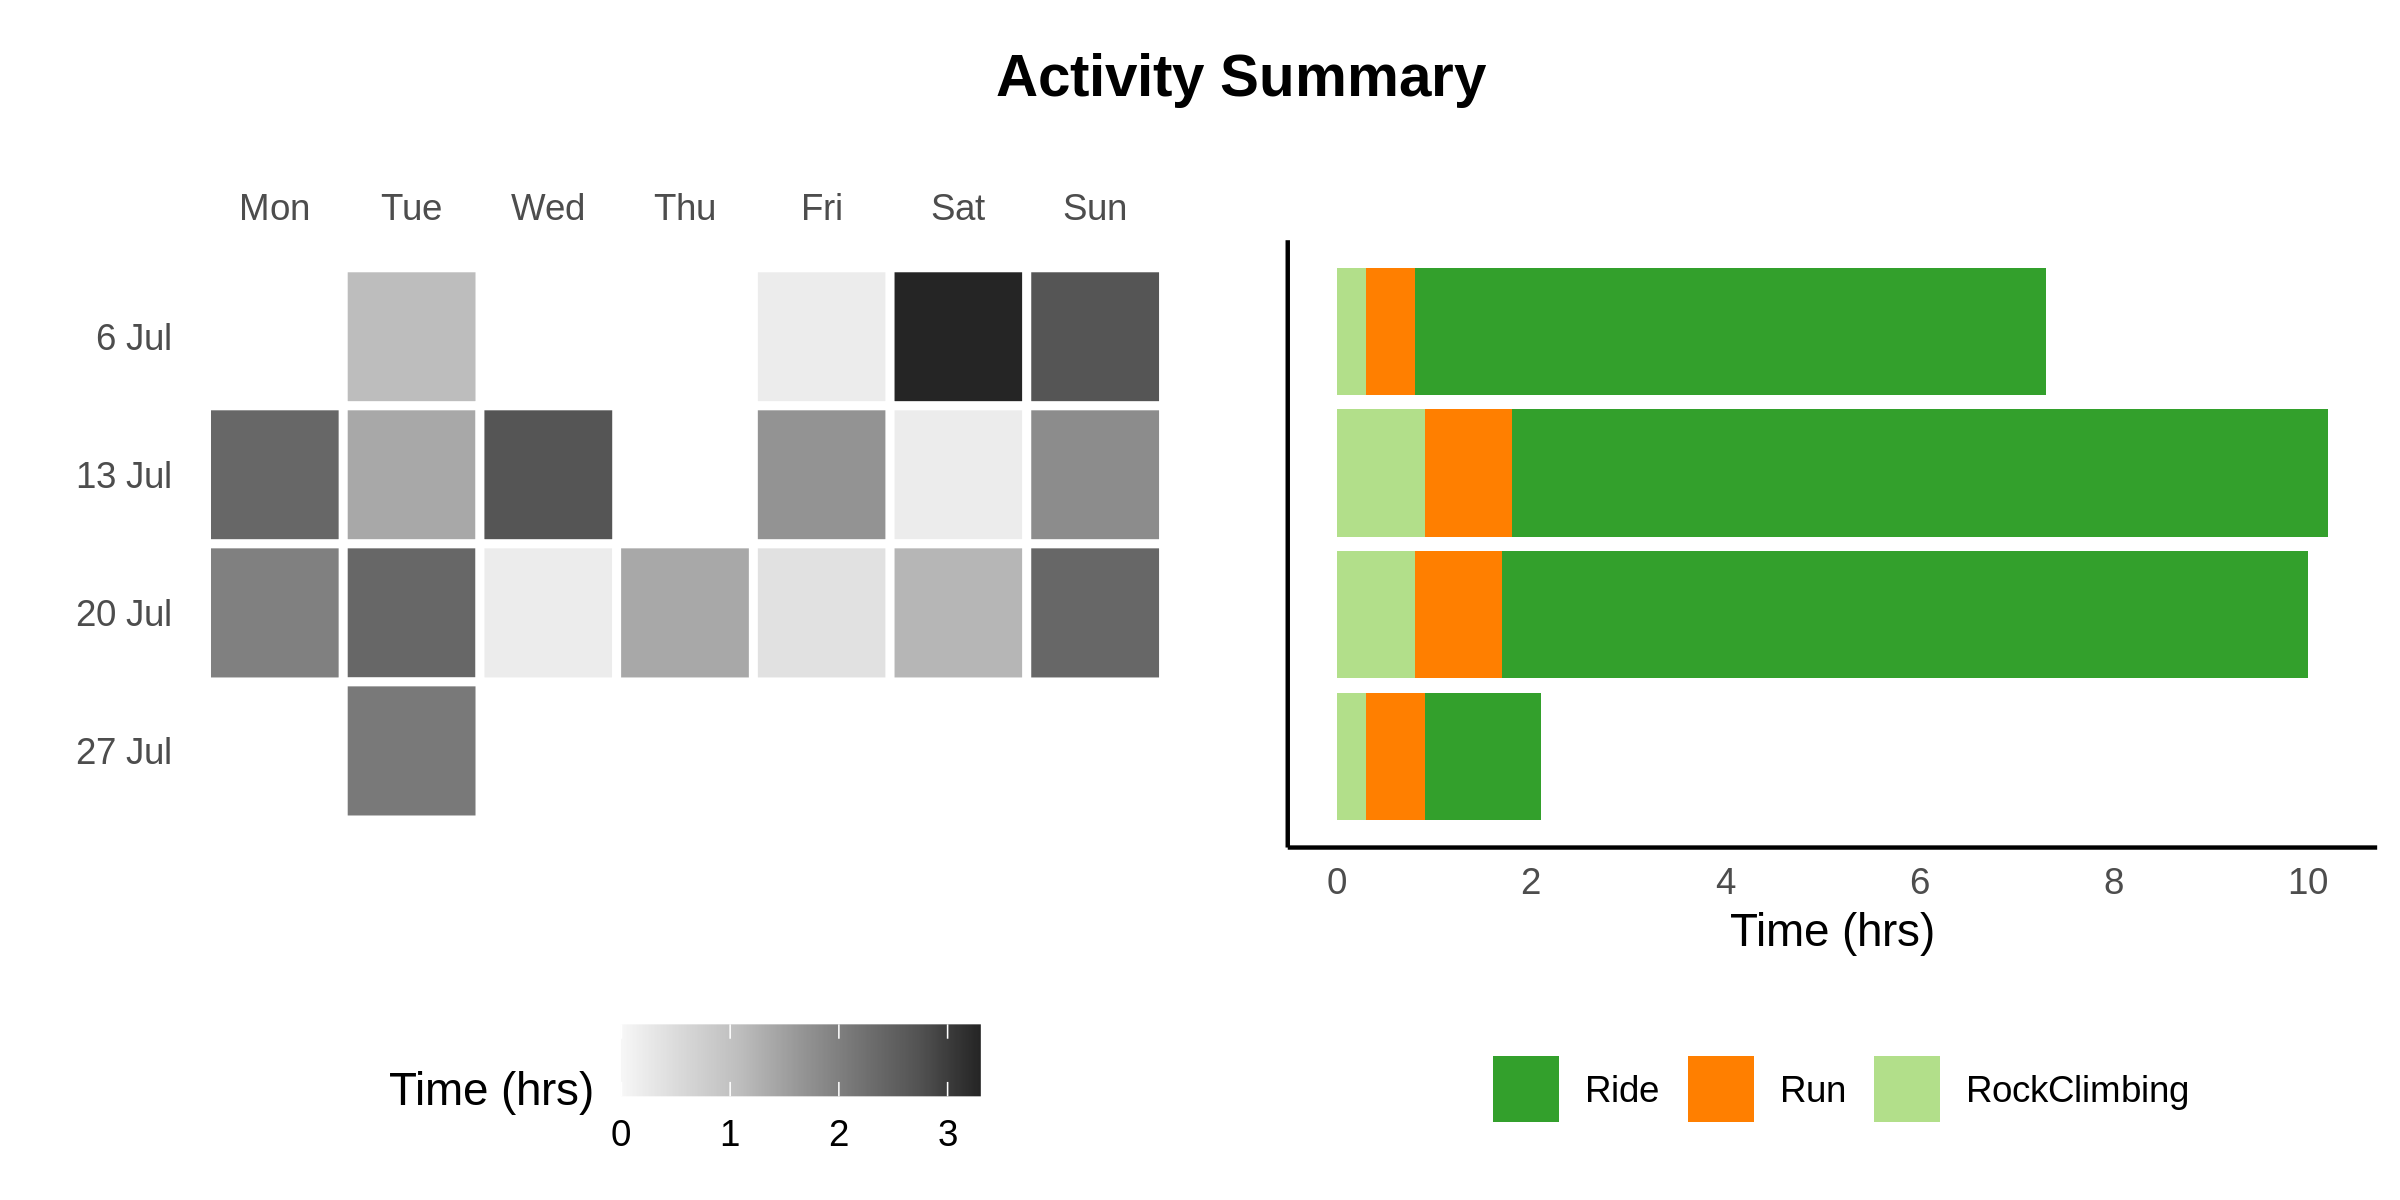 Activity Summary
Mon Tue Wed Thu Fri Sat Sun
6 Jul
13 Jul
20 Jul
27 Jul
0 2 4 6 8 10
Time (hrs)
Time (hrs)
0 1 2 3
Ride Run RockClimbing